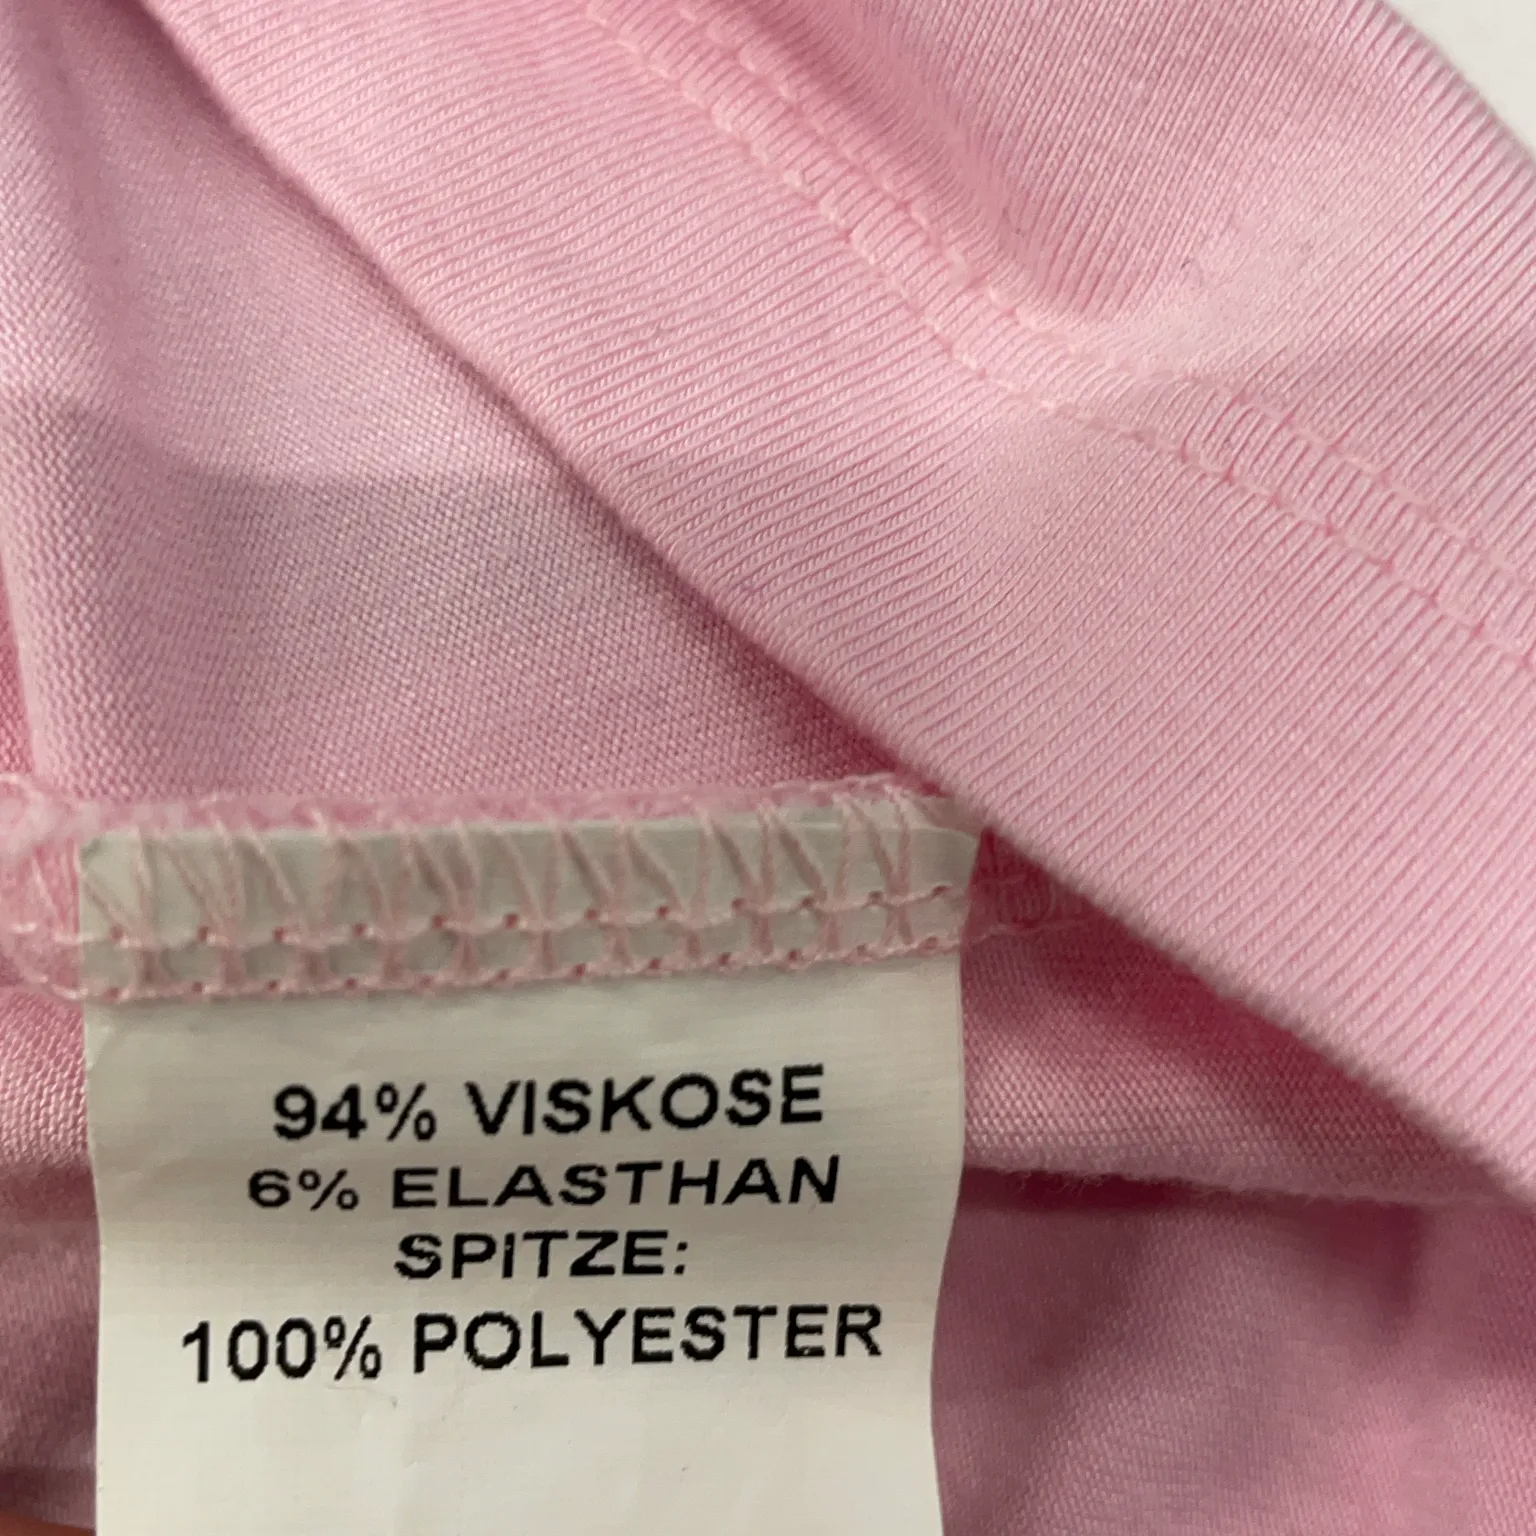 94% VISKOSE
6% ELASTHAN
SPITZE:
100% POLYESTER